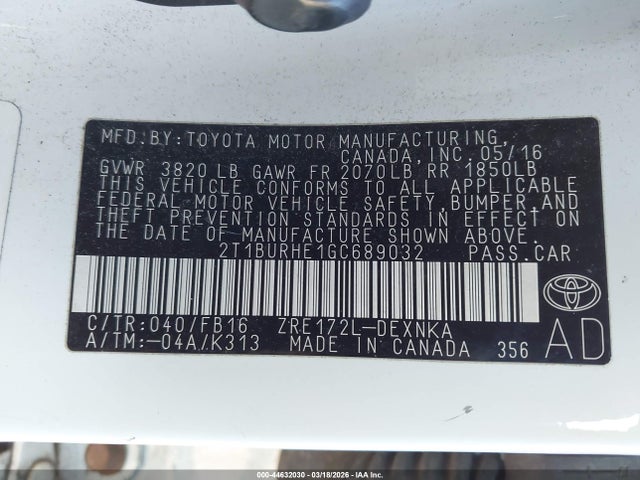 MFD. BY: TOYOTA MOTOR MANUFACTURING,
CANADA, INC. 05/16
GVWR 3820 LB GAWR FR 2070LB RR 1850LB
THIS VEHICLE CONFORMS TO ALL APPLICABLE
FEDERAL MOTOR VEHICLE SAFETY, BUMPER, AND
THEFT PREVENTION STANDARDS IN EFFECT ON
THE DATE OF MANUFACTURE SHOWN ABOVE.
2T1BURHE1GC689032 PASS. CAR
C/TR: 040/FB16 ZRE172L-DEXNKA
A/TM: -04A/K313 MADE IN CANADA 356 AD
000-44632030 - 03/18/2026 - IAA Inc.